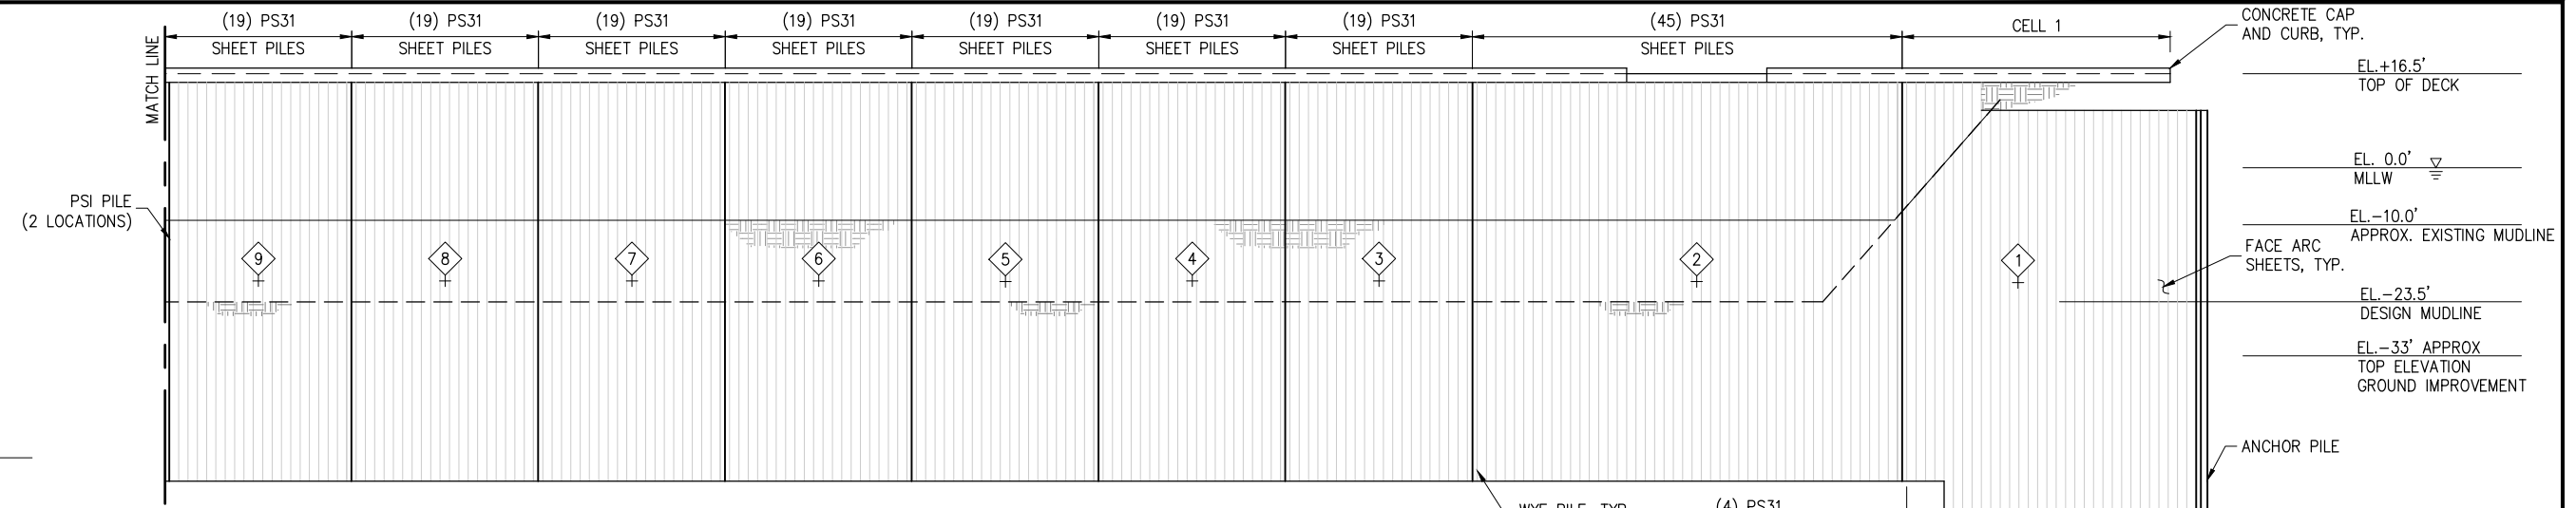 (19) PS31
SHEET PILES
(19) PS31
SHEET PILES
(19) PS31
SHEET PILES
(19) PS31
SHEET PILES
(19) PS31
SHEET PILES
(19) PS31
SHEET PILES
(19) PS31
SHEET PILES
(45) PS31
SHEET PILES
CELL 1
CONCRETE CAP
AND CURB, TYP.
MATCH LINE
EL.+16.5'
TOP OF DECK
EL. 0.0'
MLLW
PSI PILE
(2 LOCATIONS)
EL.-10.0'
APPROX. EXISTING MUDLINE
FACE ARC
SHEETS, TYP.
9
8
7
6
5
4
3
2
1
EL.-23.5'
DESIGN MUDLINE
EL.-33' APPROX
TOP ELEVATION
GROUND IMPROVEMENT
ANCHOR PILE
WYE PILE, TYP.
(4) PS31